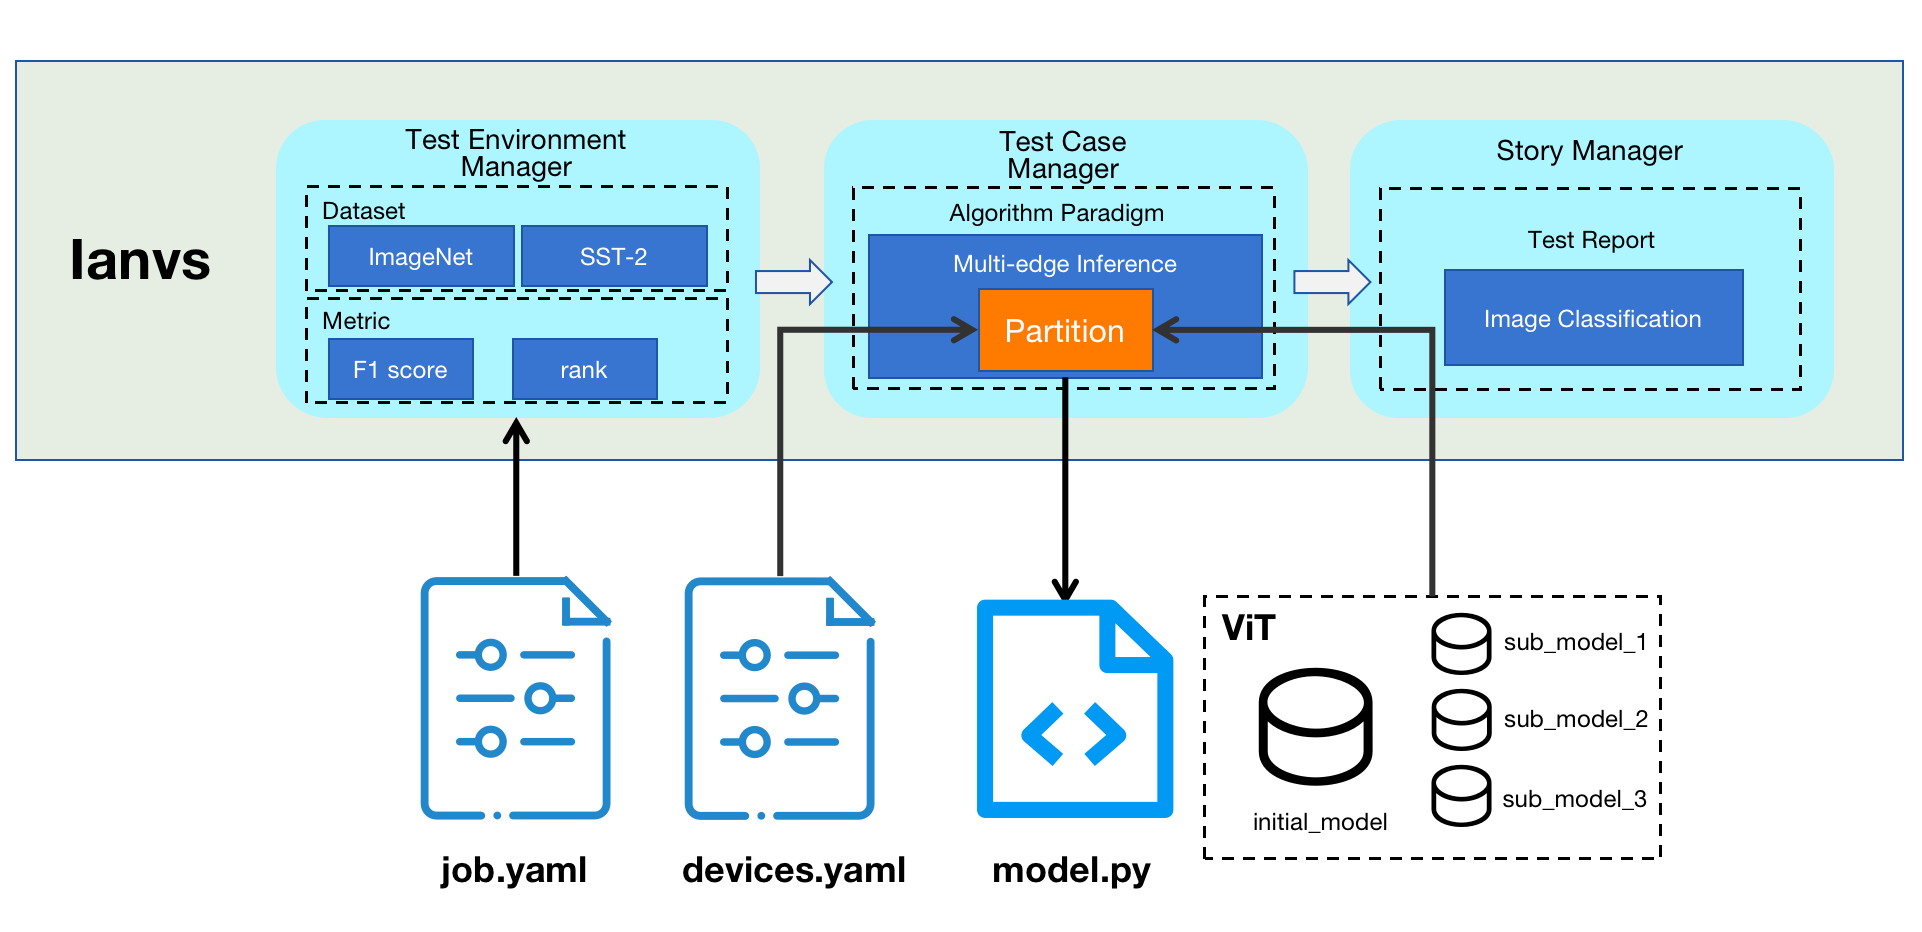 Ianvs
Test Environment
Manager
Dataset
ImageNet
SST-2
Metric
F1 score
rank
Test Case
Manager
Algorithm Paradigm
Multi-edge Inference
Partition
Story Manager
Test Report
Image Classification
job.yaml
devices.yaml
model.py
ViT
initial_model
sub_model_1
sub_model_2
sub_model_3